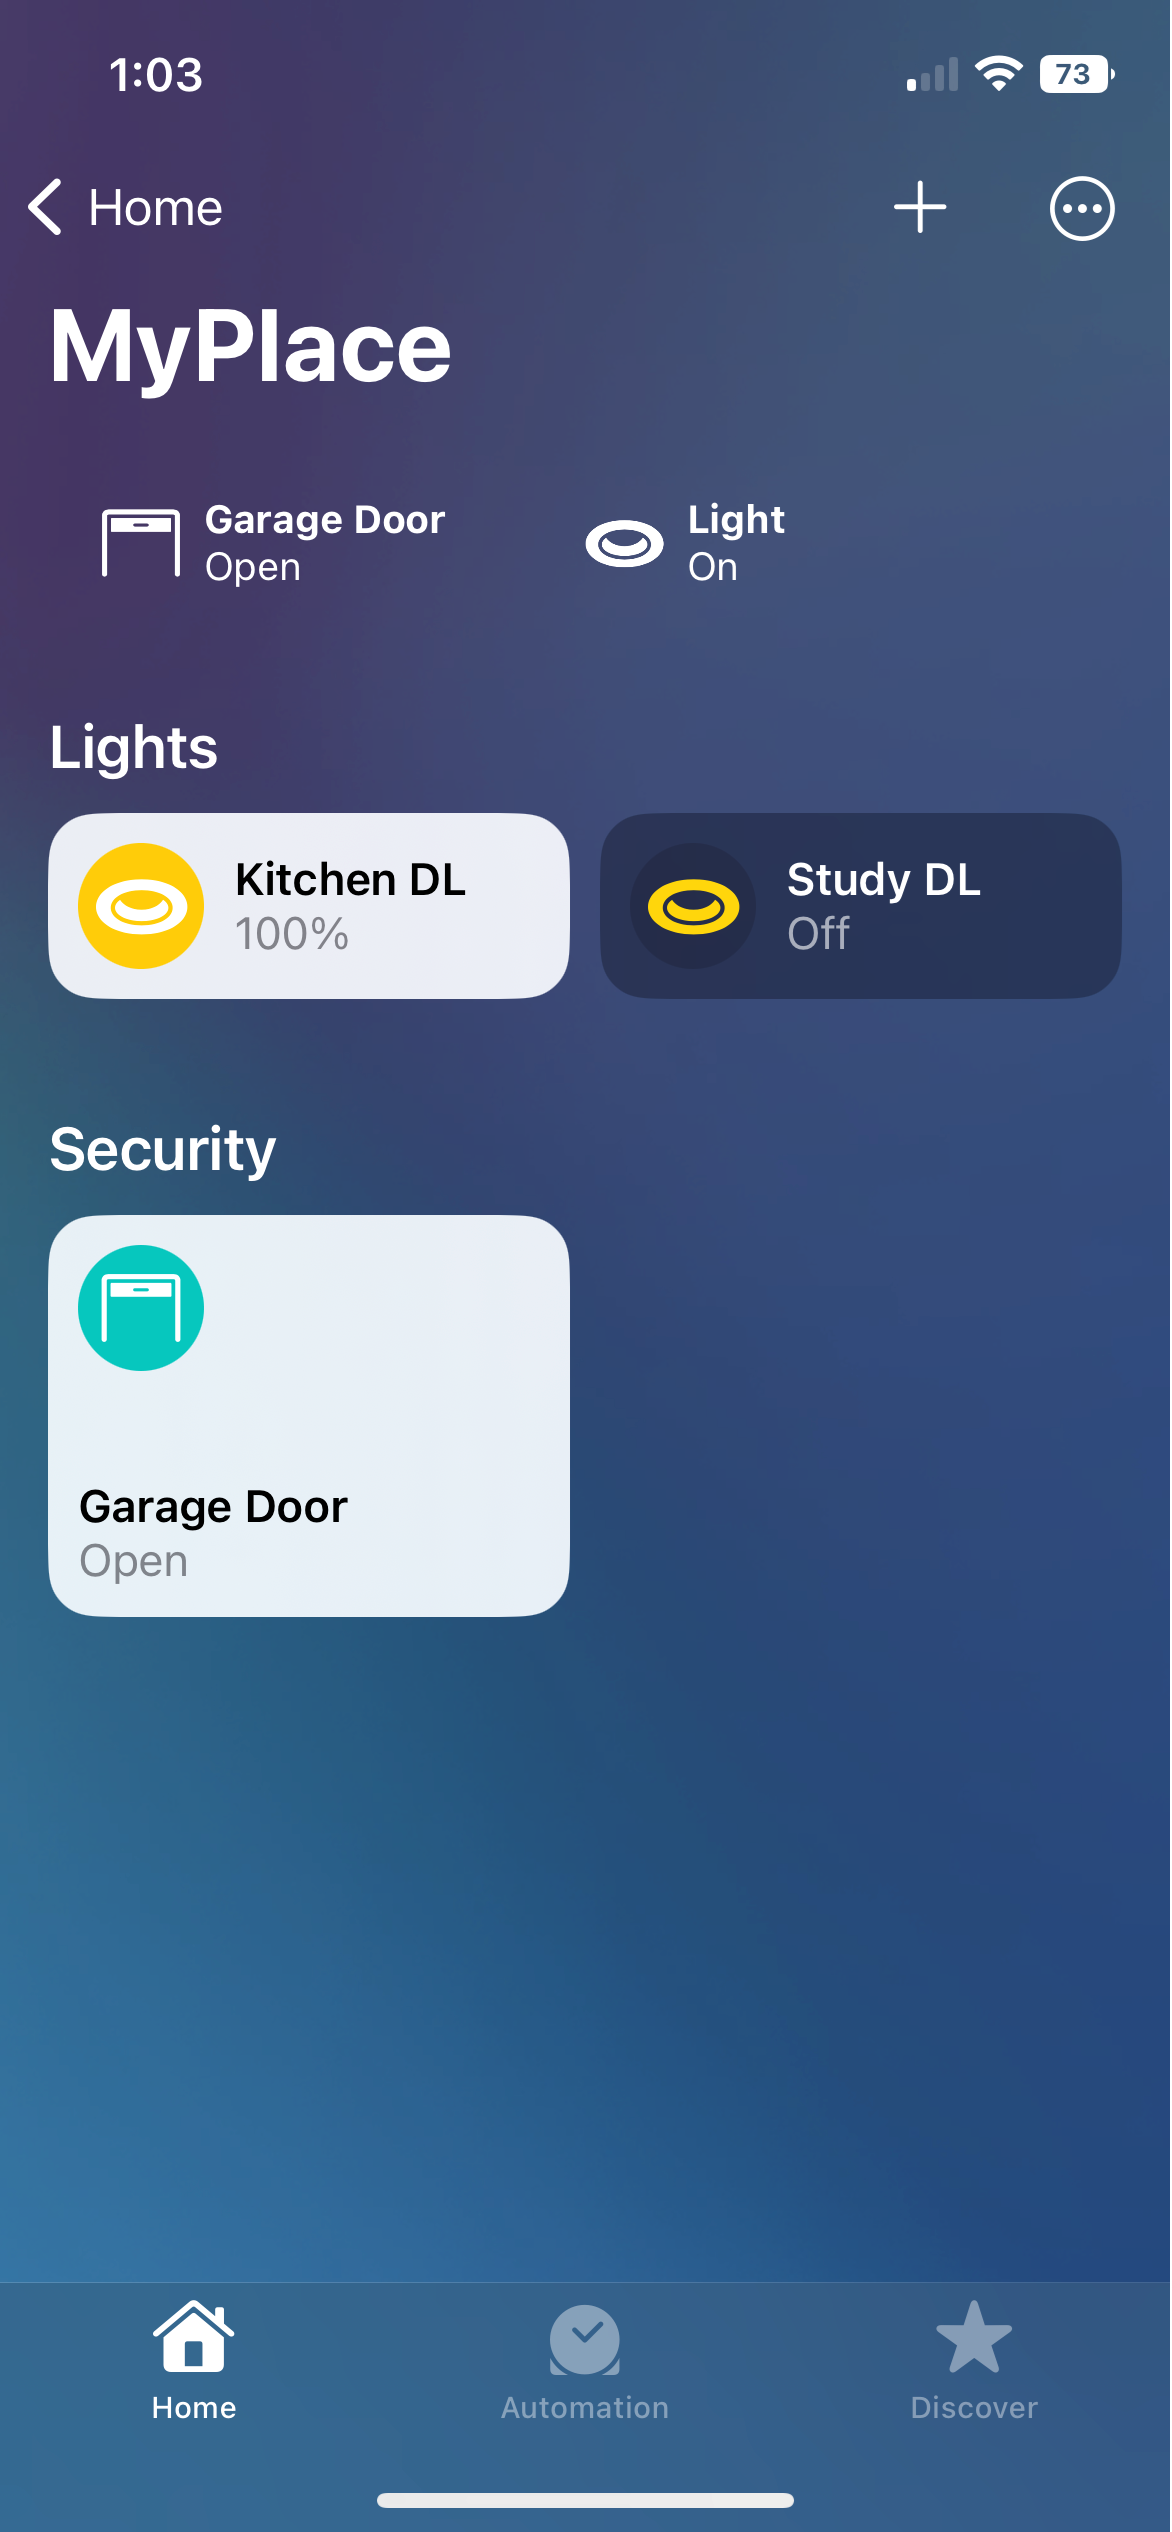 1:03
73
Home
MyPlace
Garage Door
Open
Light
On
Lights
Kitchen DL
100%
Study DL
Off
Security
Garage Door
Open
Home
Automation
Discover